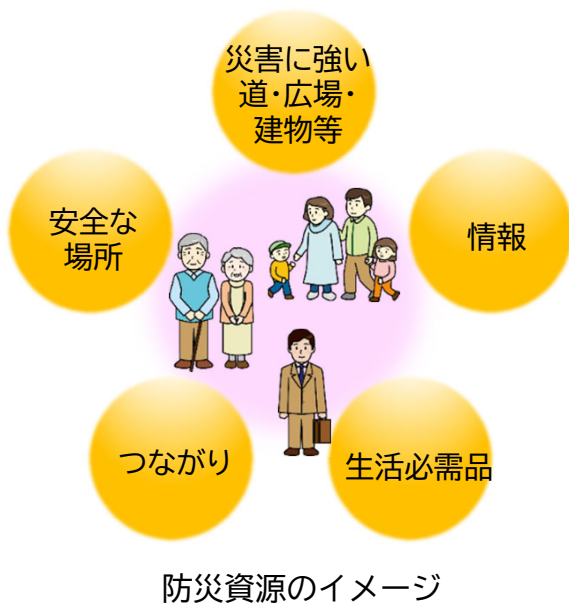 災害に強い
道・広場・
建物等
安全な
場所
情報
つながり
生活必需品
防災資源のイメージ